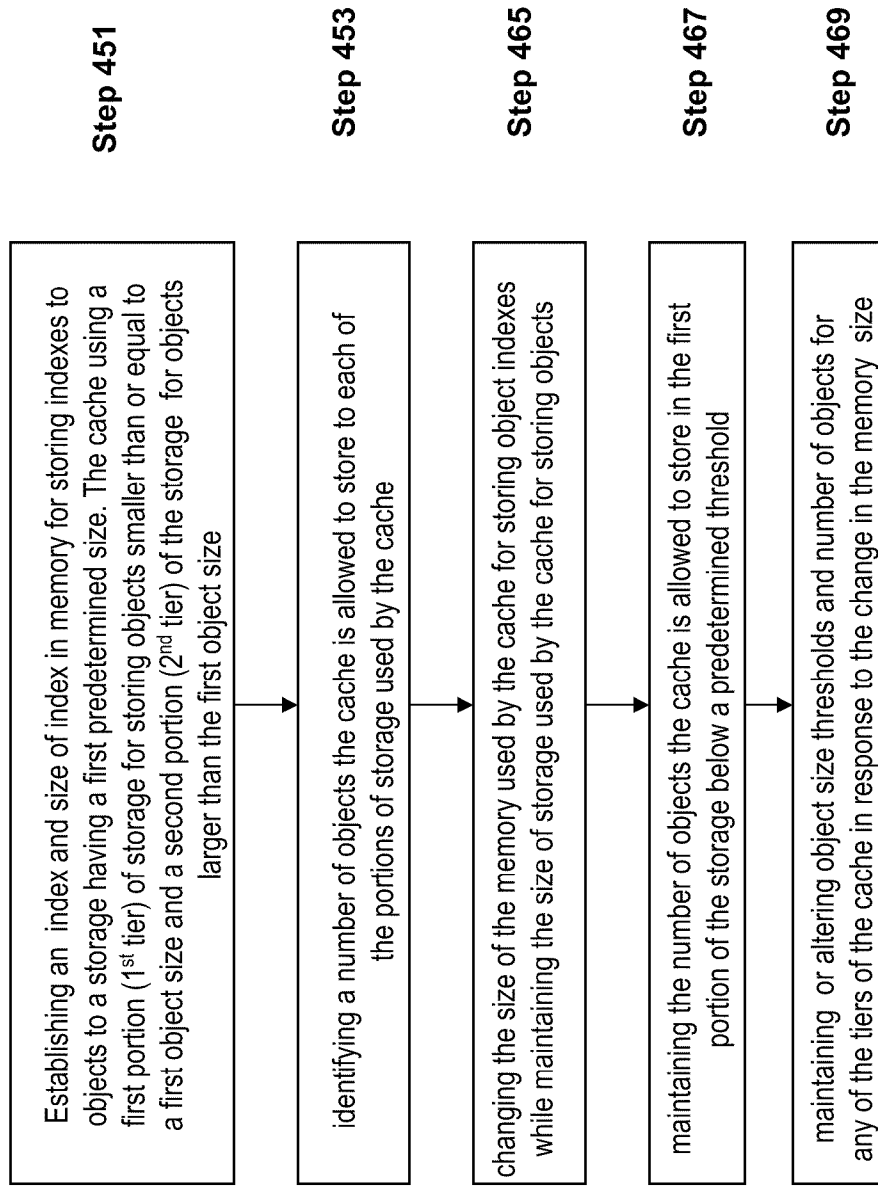 Establishing an index and size of index in memory for storing indexes to
objects to a storage having a first predetermined size. The cache using a
first portion (1st tier) of storage for storing objects smaller than or equal to
a first object size and a second portion (2nd tier) of the storage for objects
larger than the first object size
Step 451
identifying a number of objects the cache is allowed to store to each of
the portions of storage used by the cache
Step 453
changing the size of the memory used by the cache for storing object indexes
while maintaining the size of storage used by the cache for storing objects
Step 465
maintaining the number of objects the cache is allowed to store in the first
portion of the storage below a predetermined threshold
Step 467
maintaining or altering object size thresholds and number of objects for
any of the tiers of the cache in response to the change in the memory size
Step 469